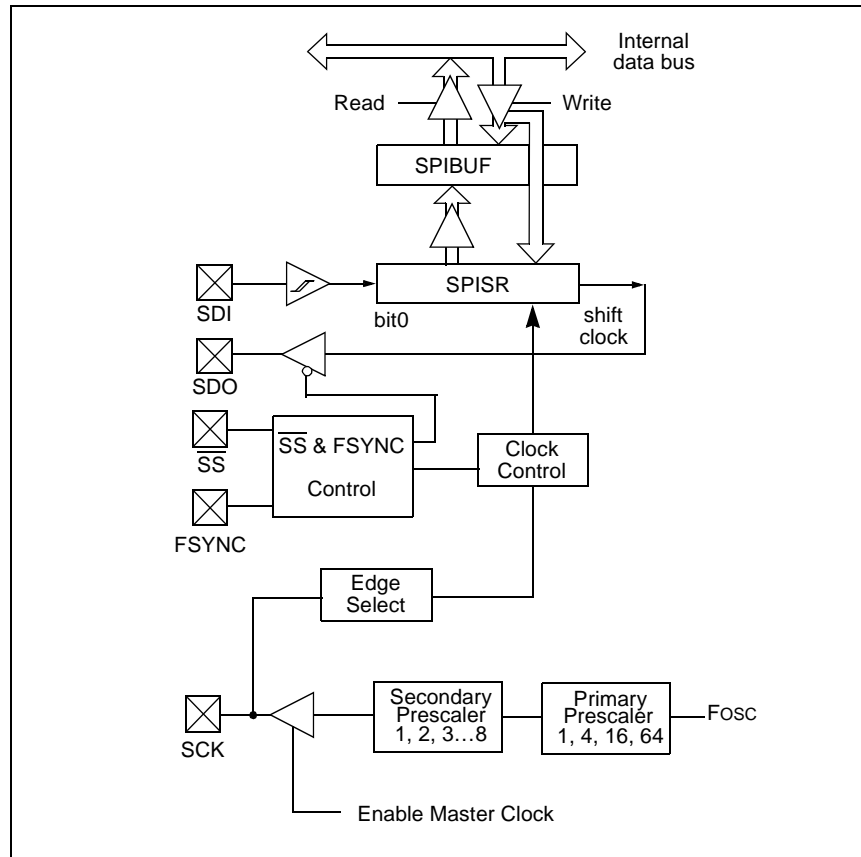 Internal
data bus
Read
Write
SPIBUF
SPISR
SDI
bit0
shift
clock
SDO
SS
SS & FSYNC
Control
Clock
Control
FSYNC
Edge
Select
Secondary
Prescaler
1, 2, 3…8
Primary
Prescaler
1, 4, 16, 64
FOSC
SCK
Enable Master Clock